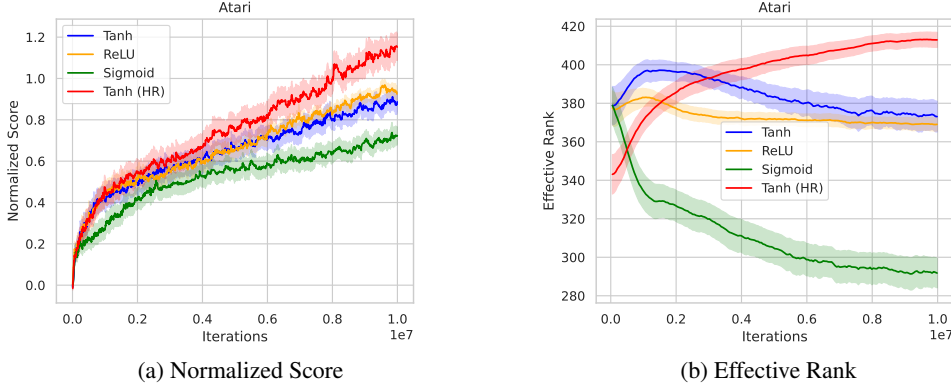 Atari
Normalized Score
1.2
1.0
0.8
0.6
0.4
0.2
0.0
Tanh
ReLU
Sigmoid
Tanh (HR)
0.0 0.2 0.4 0.6 0.8 1.0
1e7
Iterations
(a) Normalized Score
Atari
Effective Rank
420
400
380
360
340
320
300
280
Tanh
ReLU
Sigmoid
Tanh (HR)
0.0 0.2 0.4 0.6 0.8 1.0
1e7
Iterations
(b) Effective Rank